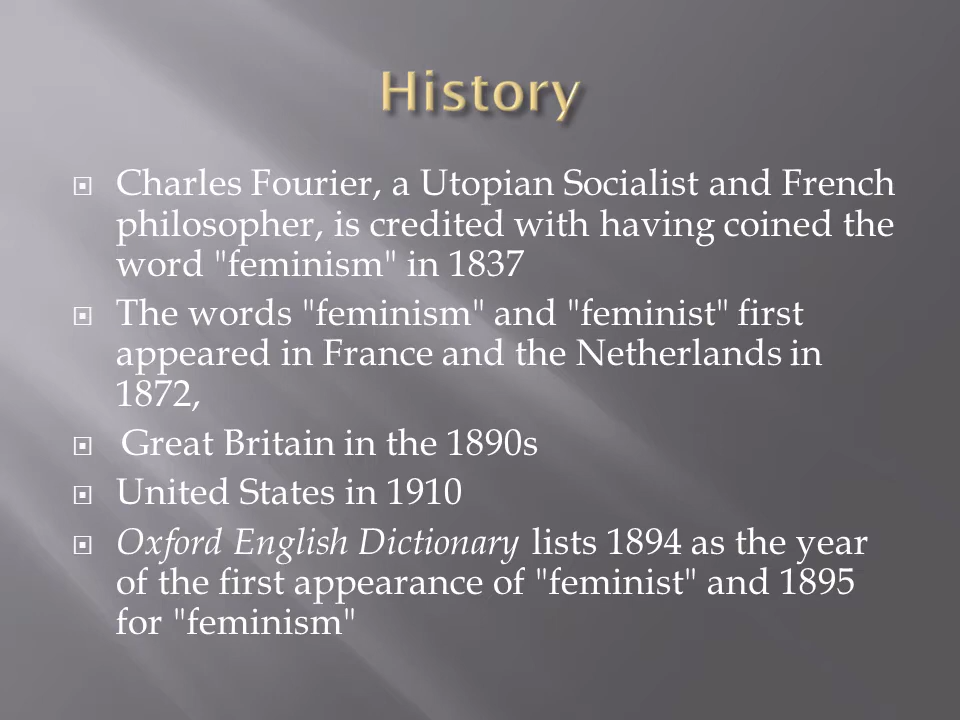 History
Charles Fourier, a Utopian Socialist and French
philosopher, is credited with having coined the
word "feminism" in 1837
The words "feminism" and "feminist" first
appeared in France and the Netherlands in
1872,
Great Britain in the 1890s
United States in 1910
Oxford English Dictionary lists 1894 as the year
of the first appearance of "feminist" and 1895
for "feminism"